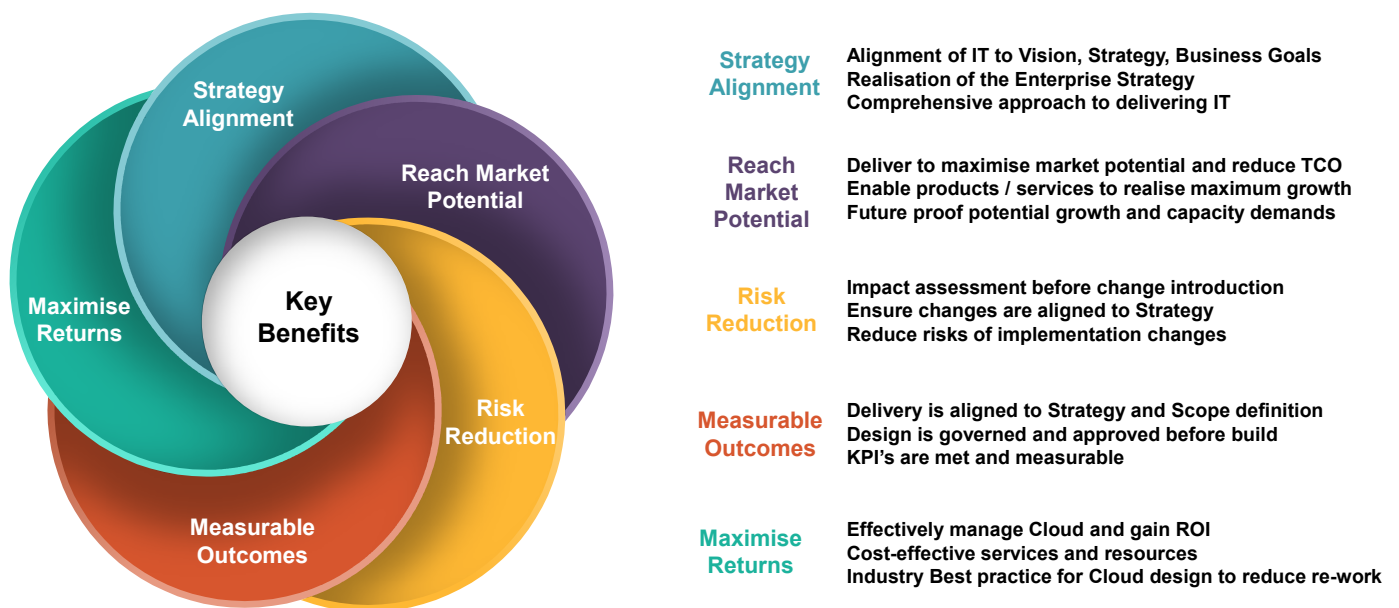 Strategy
Alignment
Reach Market
Potential
Maximise
Returns
Key
Benefits
Risk
Reduction
Measurable
Outcomes
Strategy
Alignment
Alignment of IT to Vision, Strategy, Business Goals
Realisation of the Enterprise Strategy
Comprehensive approach to delivering IT
Reach
Market
Potential
Deliver to maximise market potential and reduce TCO
Enable products / services to realise maximum growth
Future proof potential growth and capacity demands
Risk
Reduction
Impact assessment before change introduction
Ensure changes are aligned to Strategy
Reduce risks of implementation changes
Measurable
Outcomes
Delivery is aligned to Strategy and Scope definition
Design is governed and approved before build
KPI’s are met and measurable
Maximise
Returns
Effectively manage Cloud and gain ROI
Cost-effective services and resources
Industry Best practice for Cloud design to reduce re-work